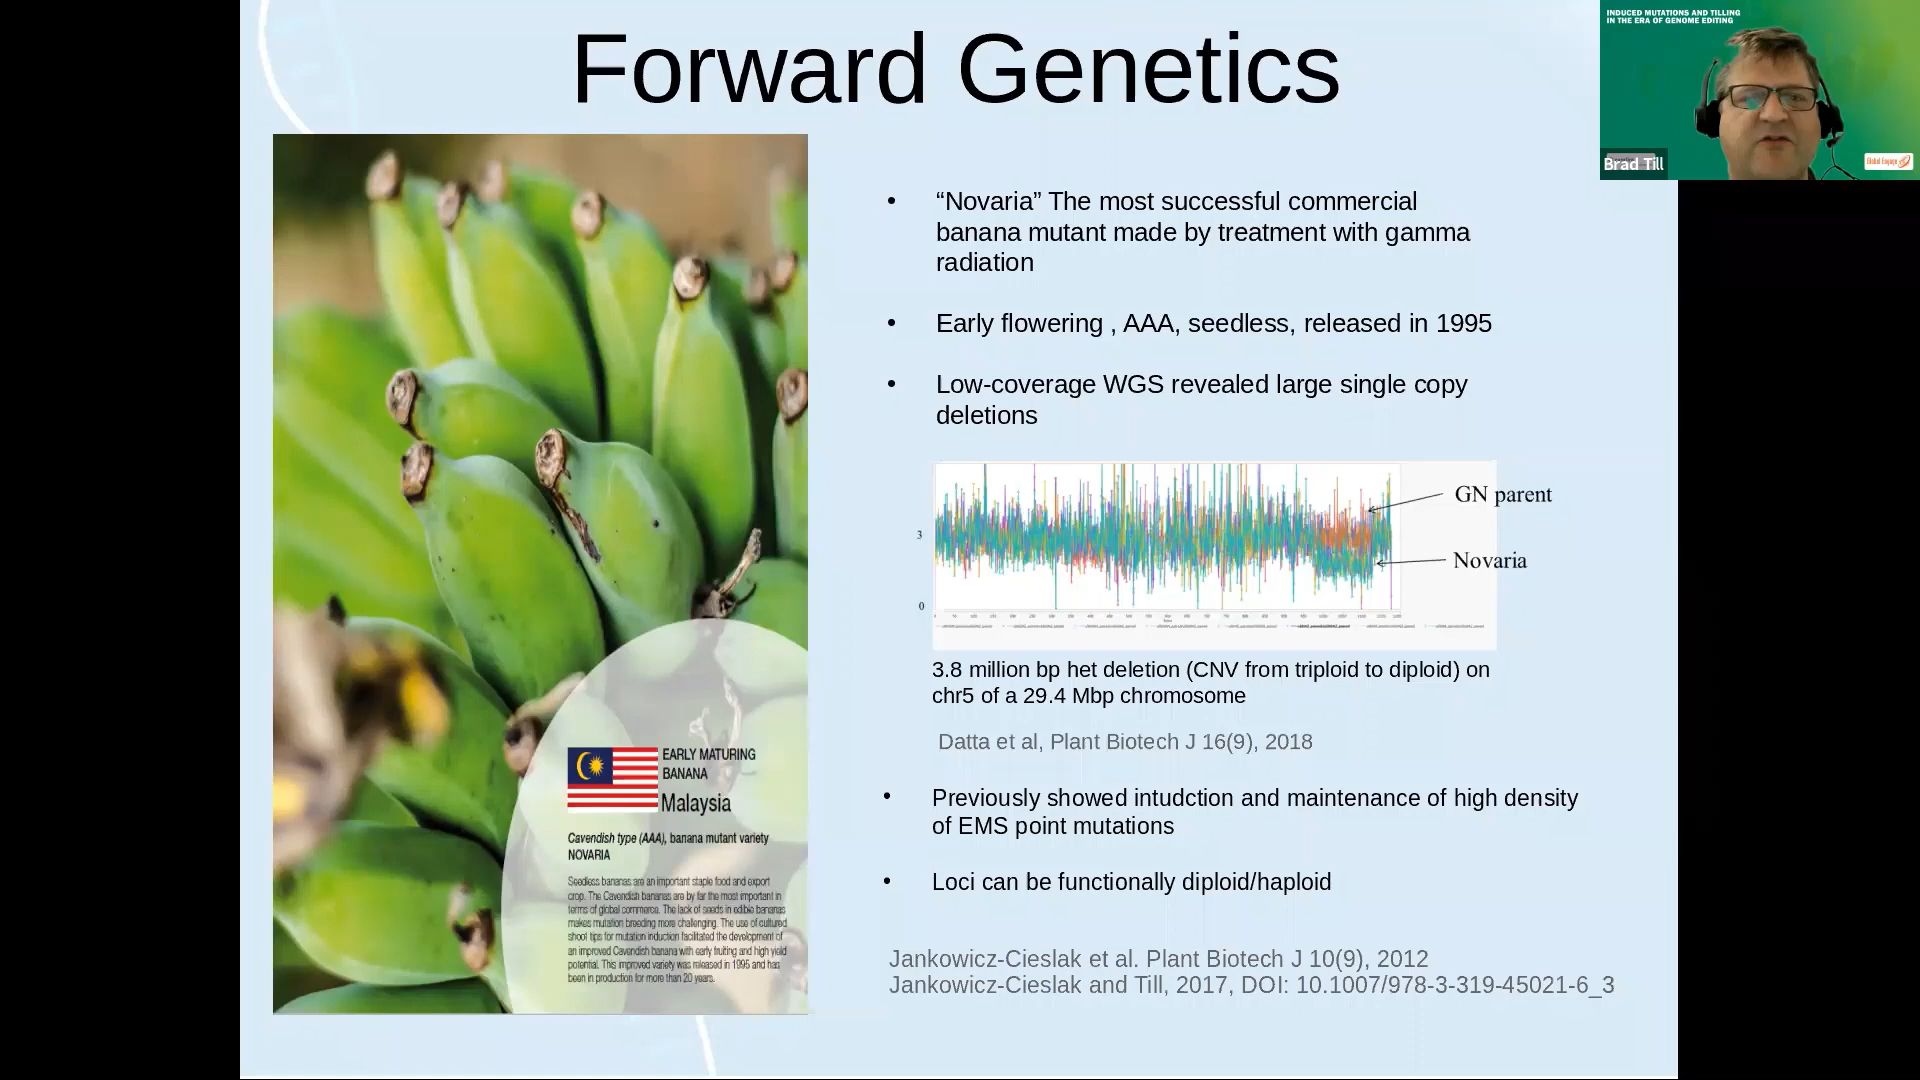 Forward Genetics
INDUCED MUTATIONS AND TILLING
IN THE ERA OF GENOME EDITING
Brad Till
Global Engage
• “Novaria” The most successful commercial
banana mutant made by treatment with gamma
radiation
• Early flowering , AAA, seedless, released in 1995
• Low-coverage WGS revealed large single copy
deletions
3
0
GN parent
Novaria
3.8 million bp het deletion (CNV from triploid to diploid) on
chr5 of a 29.4 Mbp chromosome
Datta et al, Plant Biotech J 16(9), 2018
• Previously showed intudction and maintenance of high density
of EMS point mutations
• Loci can be functionally diploid/haploid
Jankowicz-Cieslak et al. Plant Biotech J 10(9), 2012
Jankowicz-Cieslak and Till, 2017, DOI: 10.1007/978-3-319-45021-6_3
EARLY MATURING
BANANA
Malaysia
Cavendish type (AAA), banana mutant variety
NOVARIA
Seedless bananas are an important staple food and export
crop. The Cavendish bananas are by far the most important in
terms of global commerce. The lack of seeds in edible bananas
makes mutation breeding more challenging. The use of cultured
shoot tips for mutation induction facilitated the development of
an improved Cavendish banana with early fruiting and high yield
potential. This improved variety was released in 1995 and has
been in production for more than 20 years.